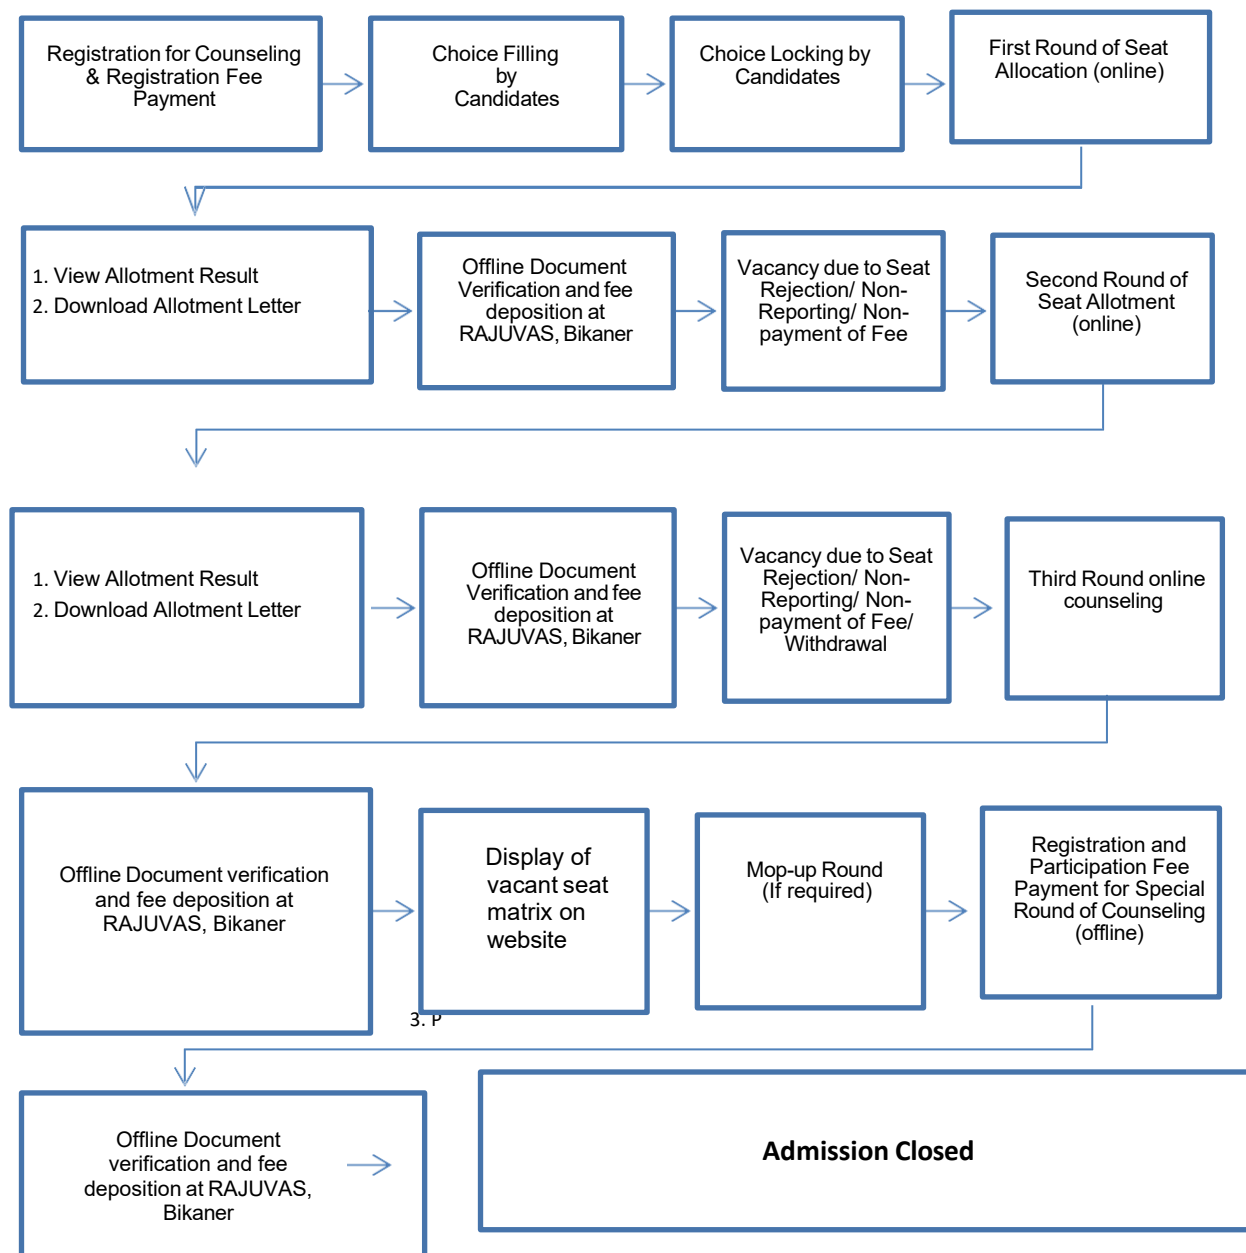 Registration for Counseling
& Registration Fee
Payment
Choice Filling
by
Candidates
Choice Locking by
Candidates
First Round of Seat
Allocation (online)
1. View Allotment Result
2. Download Allotment Letter
Offline Document
Verification and fee
deposition at
RAJUVAS, Bikaner
Vacancy due to Seat
Rejection/ Non-
Reporting/ Non-
payment of Fee
Second Round of
Seat Allotment
(online)
1. View Allotment Result
2. Download Allotment Letter
Offline Document
Verification and fee
deposition at
RAJUVAS, Bikaner
Vacancy due to Seat
Rejection/ Non-
Reporting/ Non-
payment of Fee/
Withdrawal
Third Round online
counseling
Offline Document verification
and fee deposition at
RAJUVAS, Bikaner
Display of
vacant seat
matrix on
website
Mop-up Round
(If required)
Registration and
Participation Fee
Payment for Special
Round of Counseling
(offline)
3. P
Offline Document
verification and fee
deposition at RAJUVAS,
Bikaner
Admission Closed